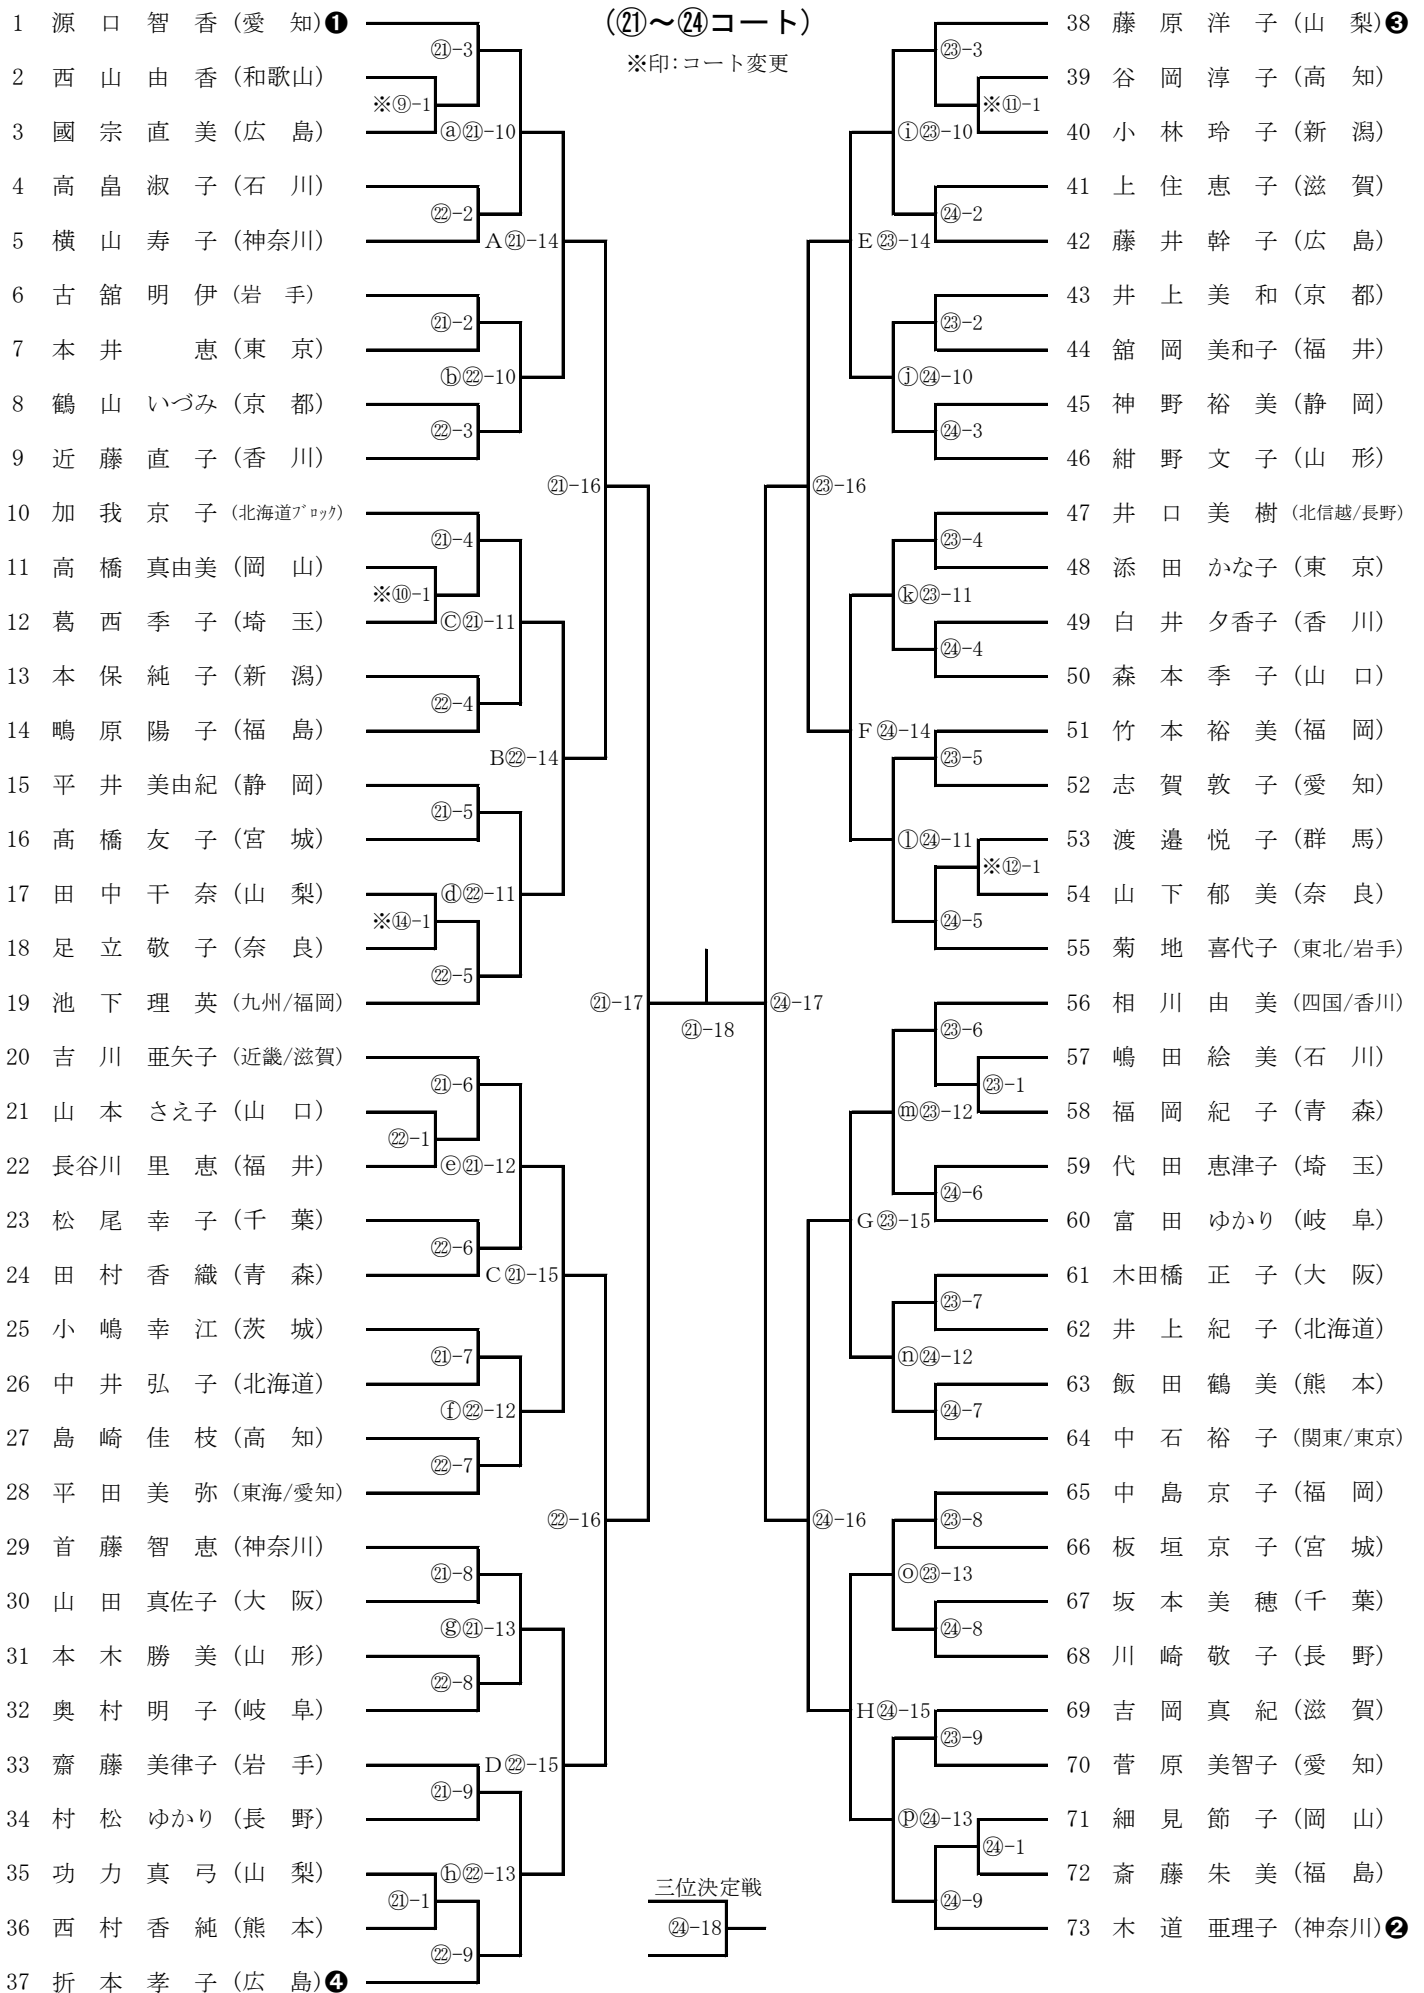 (㉑～㉔コート)
※印：コート変更
1 源口智香 (愛知) ❶
2 西山由香 (和歌山)
3 國宗直美 (広島)
4 高畠淑子 (石川)
5 横山寿子 (神奈川)
6 古舘明伊 (岩手)
7 本井恵 (東京)
8 鶴山いづみ (京都)
9 近藤直子 (香川)
10 加我京子 (北海道ブロック)
11 高橋真由美 (岡山)
12 葛西季子 (埼玉)
13 本保純子 (新潟)
14 鴫原陽子 (福島)
15 平井美由紀 (静岡)
16 髙橋友子 (宮城)
17 田中干奈 (山梨)
18 足立敬子 (奈良)
19 池下理英 (九州/福岡)
20 吉川亜矢子 (近畿/滋賀)
21 山本さえ子 (山口)
22 長谷川里恵 (福井)
23 松尾幸子 (千葉)
24 田村香織 (青森)
25 小嶋幸江 (茨城)
26 中井弘子 (北海道)
27 島崎佳枝 (高知)
28 平田美弥 (東海/愛知)
29 首藤智恵 (神奈川)
30 山田真佐子 (大阪)
31 本木勝美 (山形)
32 奥村明子 (岐阜)
33 齋藤美律子 (岩手)
34 村松ゆかり (長野)
35 功力真弓 (山梨)
36 西村香純 (熊本)
37 折本孝子 (広島) ❹
㉑-3
※⑨-1
ⓐ㉑-10
㉒-2
A㉑-14
㉑-2
ⓑ㉒-10
㉒-3
㉑-16
㉑-4
※⑩-1
Ⓒ㉑-11
㉒-4
B㉒-14
㉑-5
ⓓ㉒-11
※⑭-1
㉒-5
㉑-17
㉑-6
㉒-1
ⓔ㉑-12
㉒-6
C㉑-15
㉑-7
ⓕ㉒-12
㉒-7
㉒-16
㉑-8
ⓖ㉑-13
㉒-8
D㉒-15
㉑-9
ⓗ㉒-13
㉑-1
㉒-9
㉑-18
三位決定戦
㉔-18
㉓-3
※⑪-1
ⓘ㉓-10
㉔-2
E㉓-14
㉓-2
ⓙ㉔-10
㉔-3
㉓-16
㉓-4
ⓚ㉓-11
㉔-4
F㉔-14
㉓-5
ⓛ㉔-11
※⑫-1
㉔-5
㉔-17
㉓-6
㉓-1
ⓜ㉓-12
㉔-6
G㉓-15
㉓-7
ⓝ㉔-12
㉔-7
㉔-16
㉓-8
ⓞ㉓-13
㉔-8
H㉔-15
㉓-9
ⓟ㉔-13
㉔-1
㉔-9
38 藤原洋子 (山梨) ❸
39 谷岡淳子 (高知)
40 小林玲子 (新潟)
41 上住恵子 (滋賀)
42 藤井幹子 (広島)
43 井上美和 (京都)
44 舘岡美和子 (福井)
45 神野裕美 (静岡)
46 紺野文子 (山形)
47 井口美樹 (北信越/長野)
48 添田かな子 (東京)
49 白井夕香子 (香川)
50 森本季子 (山口)
51 竹本裕美 (福岡)
52 志賀敦子 (愛知)
53 渡邉悦子 (群馬)
54 山下郁美 (奈良)
55 菊地喜代子 (東北/岩手)
56 相川由美 (四国/香川)
57 嶋田絵美 (石川)
58 福岡紀子 (青森)
59 代田恵津子 (埼玉)
60 富田ゆかり (岐阜)
61 木田橋正子 (大阪)
62 井上紀子 (北海道)
63 飯田鶴美 (熊本)
64 中石裕子 (関東/東京)
65 中島京子 (福岡)
66 板垣京子 (宮城)
67 坂本美穂 (千葉)
68 川崎敬子 (長野)
69 吉岡真紀 (滋賀)
70 菅原美智子 (愛知)
71 細見節子 (岡山)
72 斎藤朱美 (福島)
73 木道亜理子 (神奈川) ❷